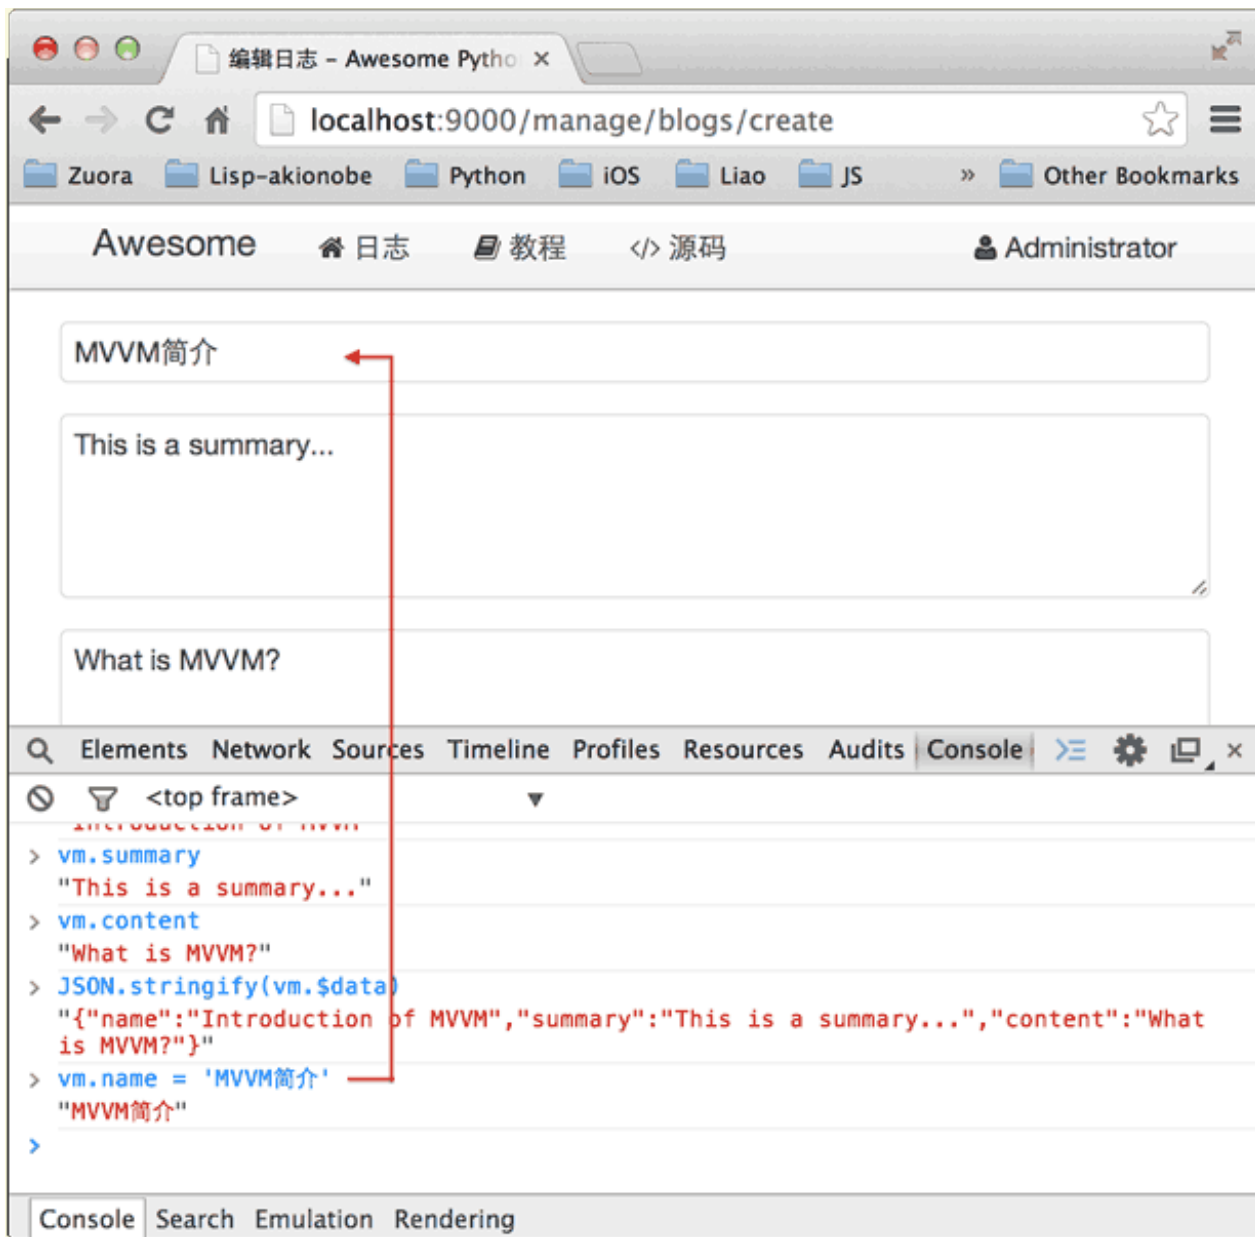 编辑日志 – Awesome Pytho
localhost:9000/manage/blogs/create
Zuora Lisp-akionobe Python iOS Liao JS » Other Bookmarks
Awesome 日志 教程 </> 源码 Administrator
MVVM简介
This is a summary...
What is MVVM?
Elements Network Sources Timeline Profiles Resources Audits Console
<top frame>
"Introduction of MVVM"
> vm.summary
"This is a summary..."
> vm.content
"What is MVVM?"
> JSON.stringify(vm.$data)
"{"name":"Introduction of MVVM","summary":"This is a summary...","content":"What
is MVVM?"}"
> vm.name = 'MVVM简介'
"MVVM简介"
>
Console Search Emulation Rendering